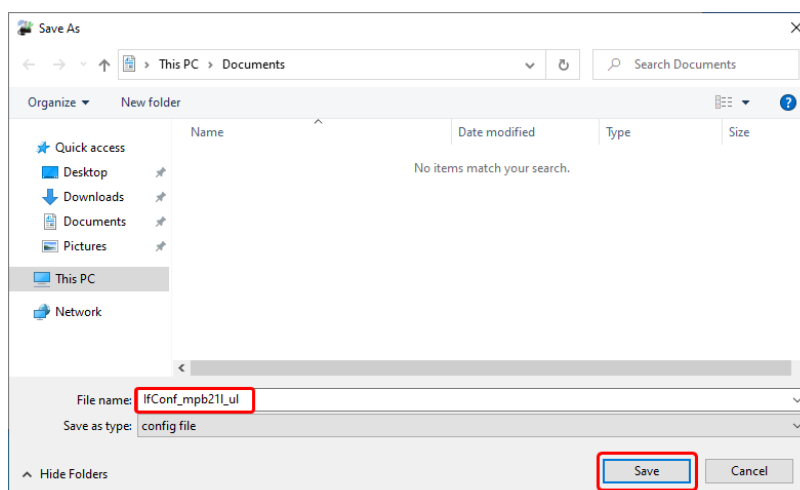 Save As
This PC > Documents
Search Documents
Organize
New folder
Name
Date modified
Type
Size
Quick access
Desktop
Downloads
Documents
Pictures
This PC
Network
No items match your search.
File name: IfConf_mpb21l_ul
Save as type: config file
Hide Folders
Save
Cancel